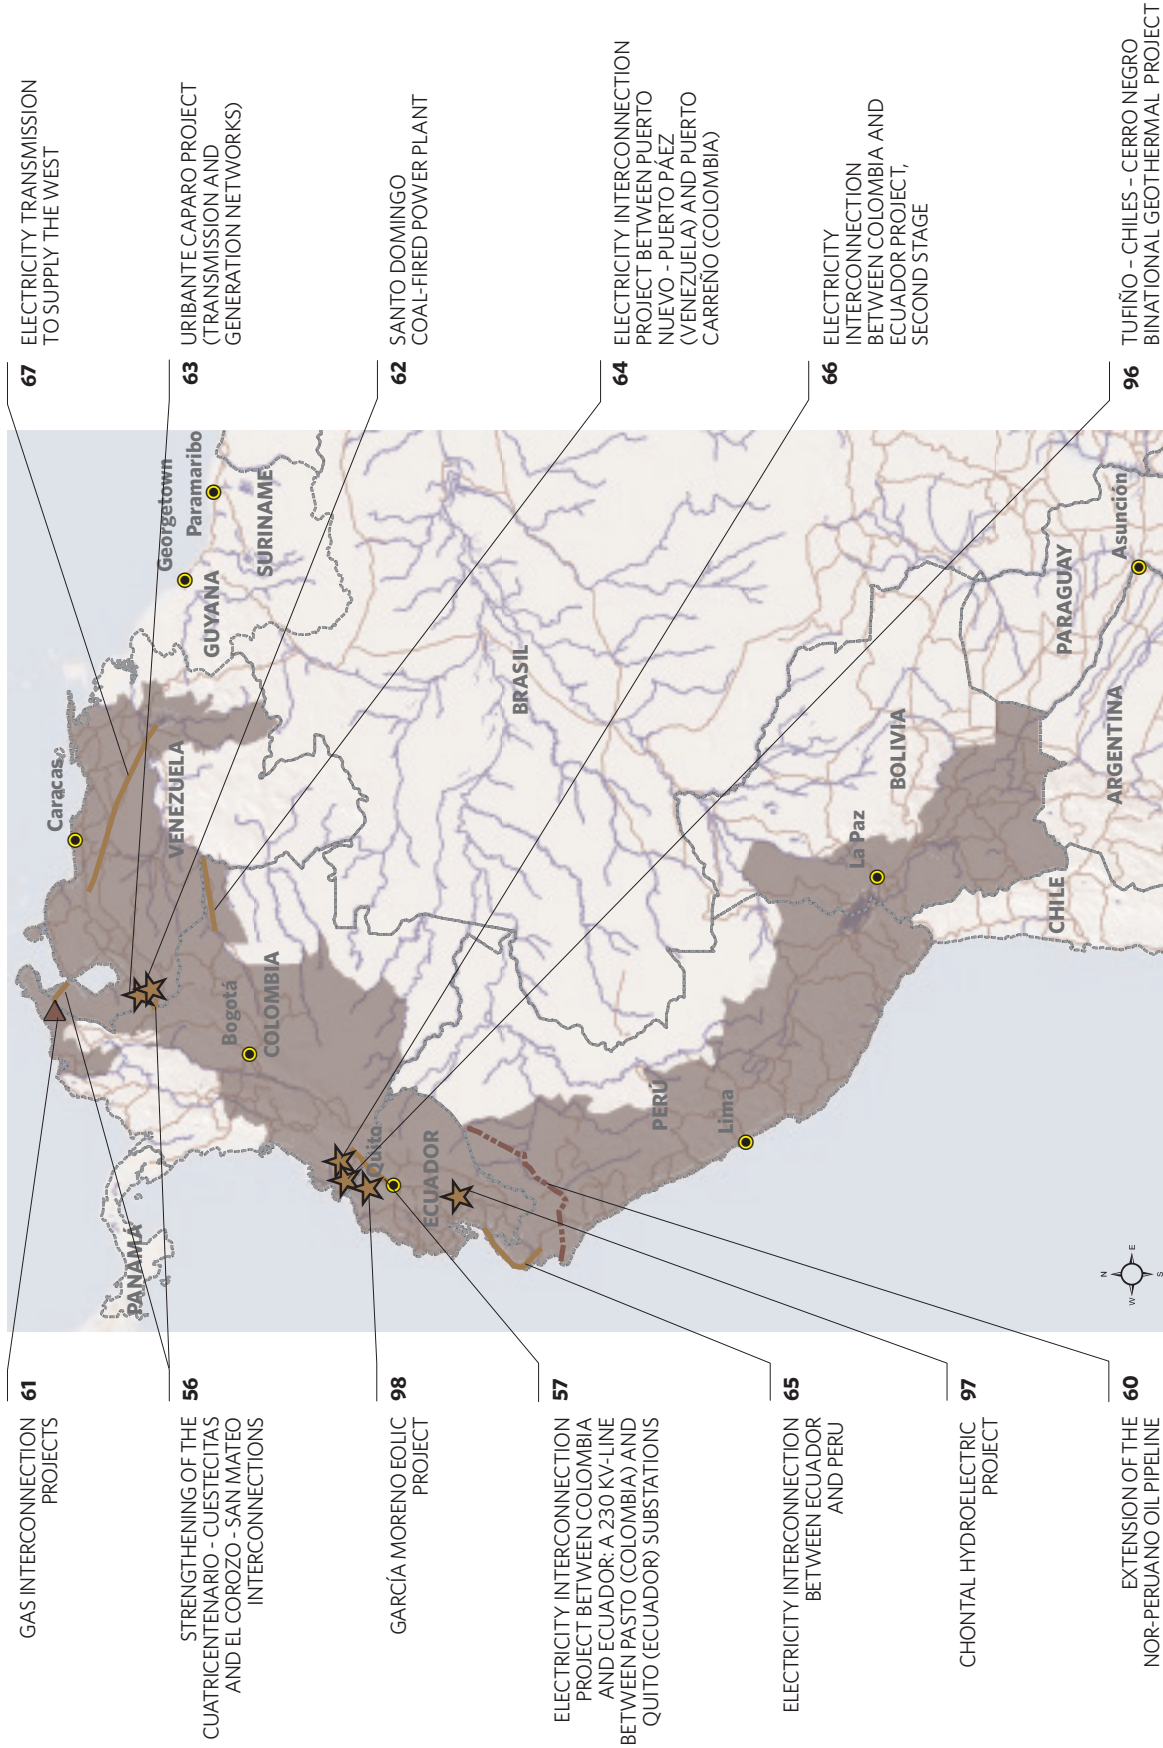 67
ELECTRICITY TRANSMISSION
TO SUPPLY THE WEST
63
URIBANTE CAPARO PROJECT
(TRANSMISSION AND
GENERATION NETWORKS)
62
SANTO DOMINGO
COAL-FIRED POWER PLANT
64
ELECTRICITY INTERCONNECTION
PROJECT BETWEEN PUERTO
NUEVO - PUERTO PÁEZ
(VENEZUELA) AND PUERTO
CARREÑO (COLOMBIA)
66
ELECTRICITY
INTERCONNECTION
BETWEEN COLOMBIA AND
ECUADOR PROJECT,
SECOND STAGE
96
TUFIÑO - CHILES - CERRO NEGRO
BINATIONAL GEOTHERMAL PROJECT
Caracas
Georgetown
Paramaribo
GUYANA
SURINAME
VENEZUELA
PANAMÁ
Bogotá
COLOMBIA
Quito
ECUADOR
BRASIL
PERÚ
Lima
La Paz
BOLIVIA
PARAGUAY
Asunción
CHILE
ARGENTINA
N
E
W
S
61
GAS INTERCONNECTION
PROJECTS
56
STRENGTHENING OF THE
CUATRICENTENARIO - CUESTECITAS
AND EL COROZO - SAN MATEO
INTERCONNECTIONS
98
GARCÍA MORENO EOLIC
PROJECT
57
ELECTRICITY INTERCONNECTION
PROJECT BETWEEN COLOMBIA
AND ECUADOR: A 230 KV-LINE
BETWEEN PASTO (COLOMBIA) AND
QUITO (ECUADOR) SUBSTATIONS
65
ELECTRICITY INTERCONNECTION
BETWEEN ECUADOR
AND PERU
97
CHONTAL HYDROELECTRIC
PROJECT
60
EXTENSION OF THE
NOR-PERUANO OIL PIPELINE